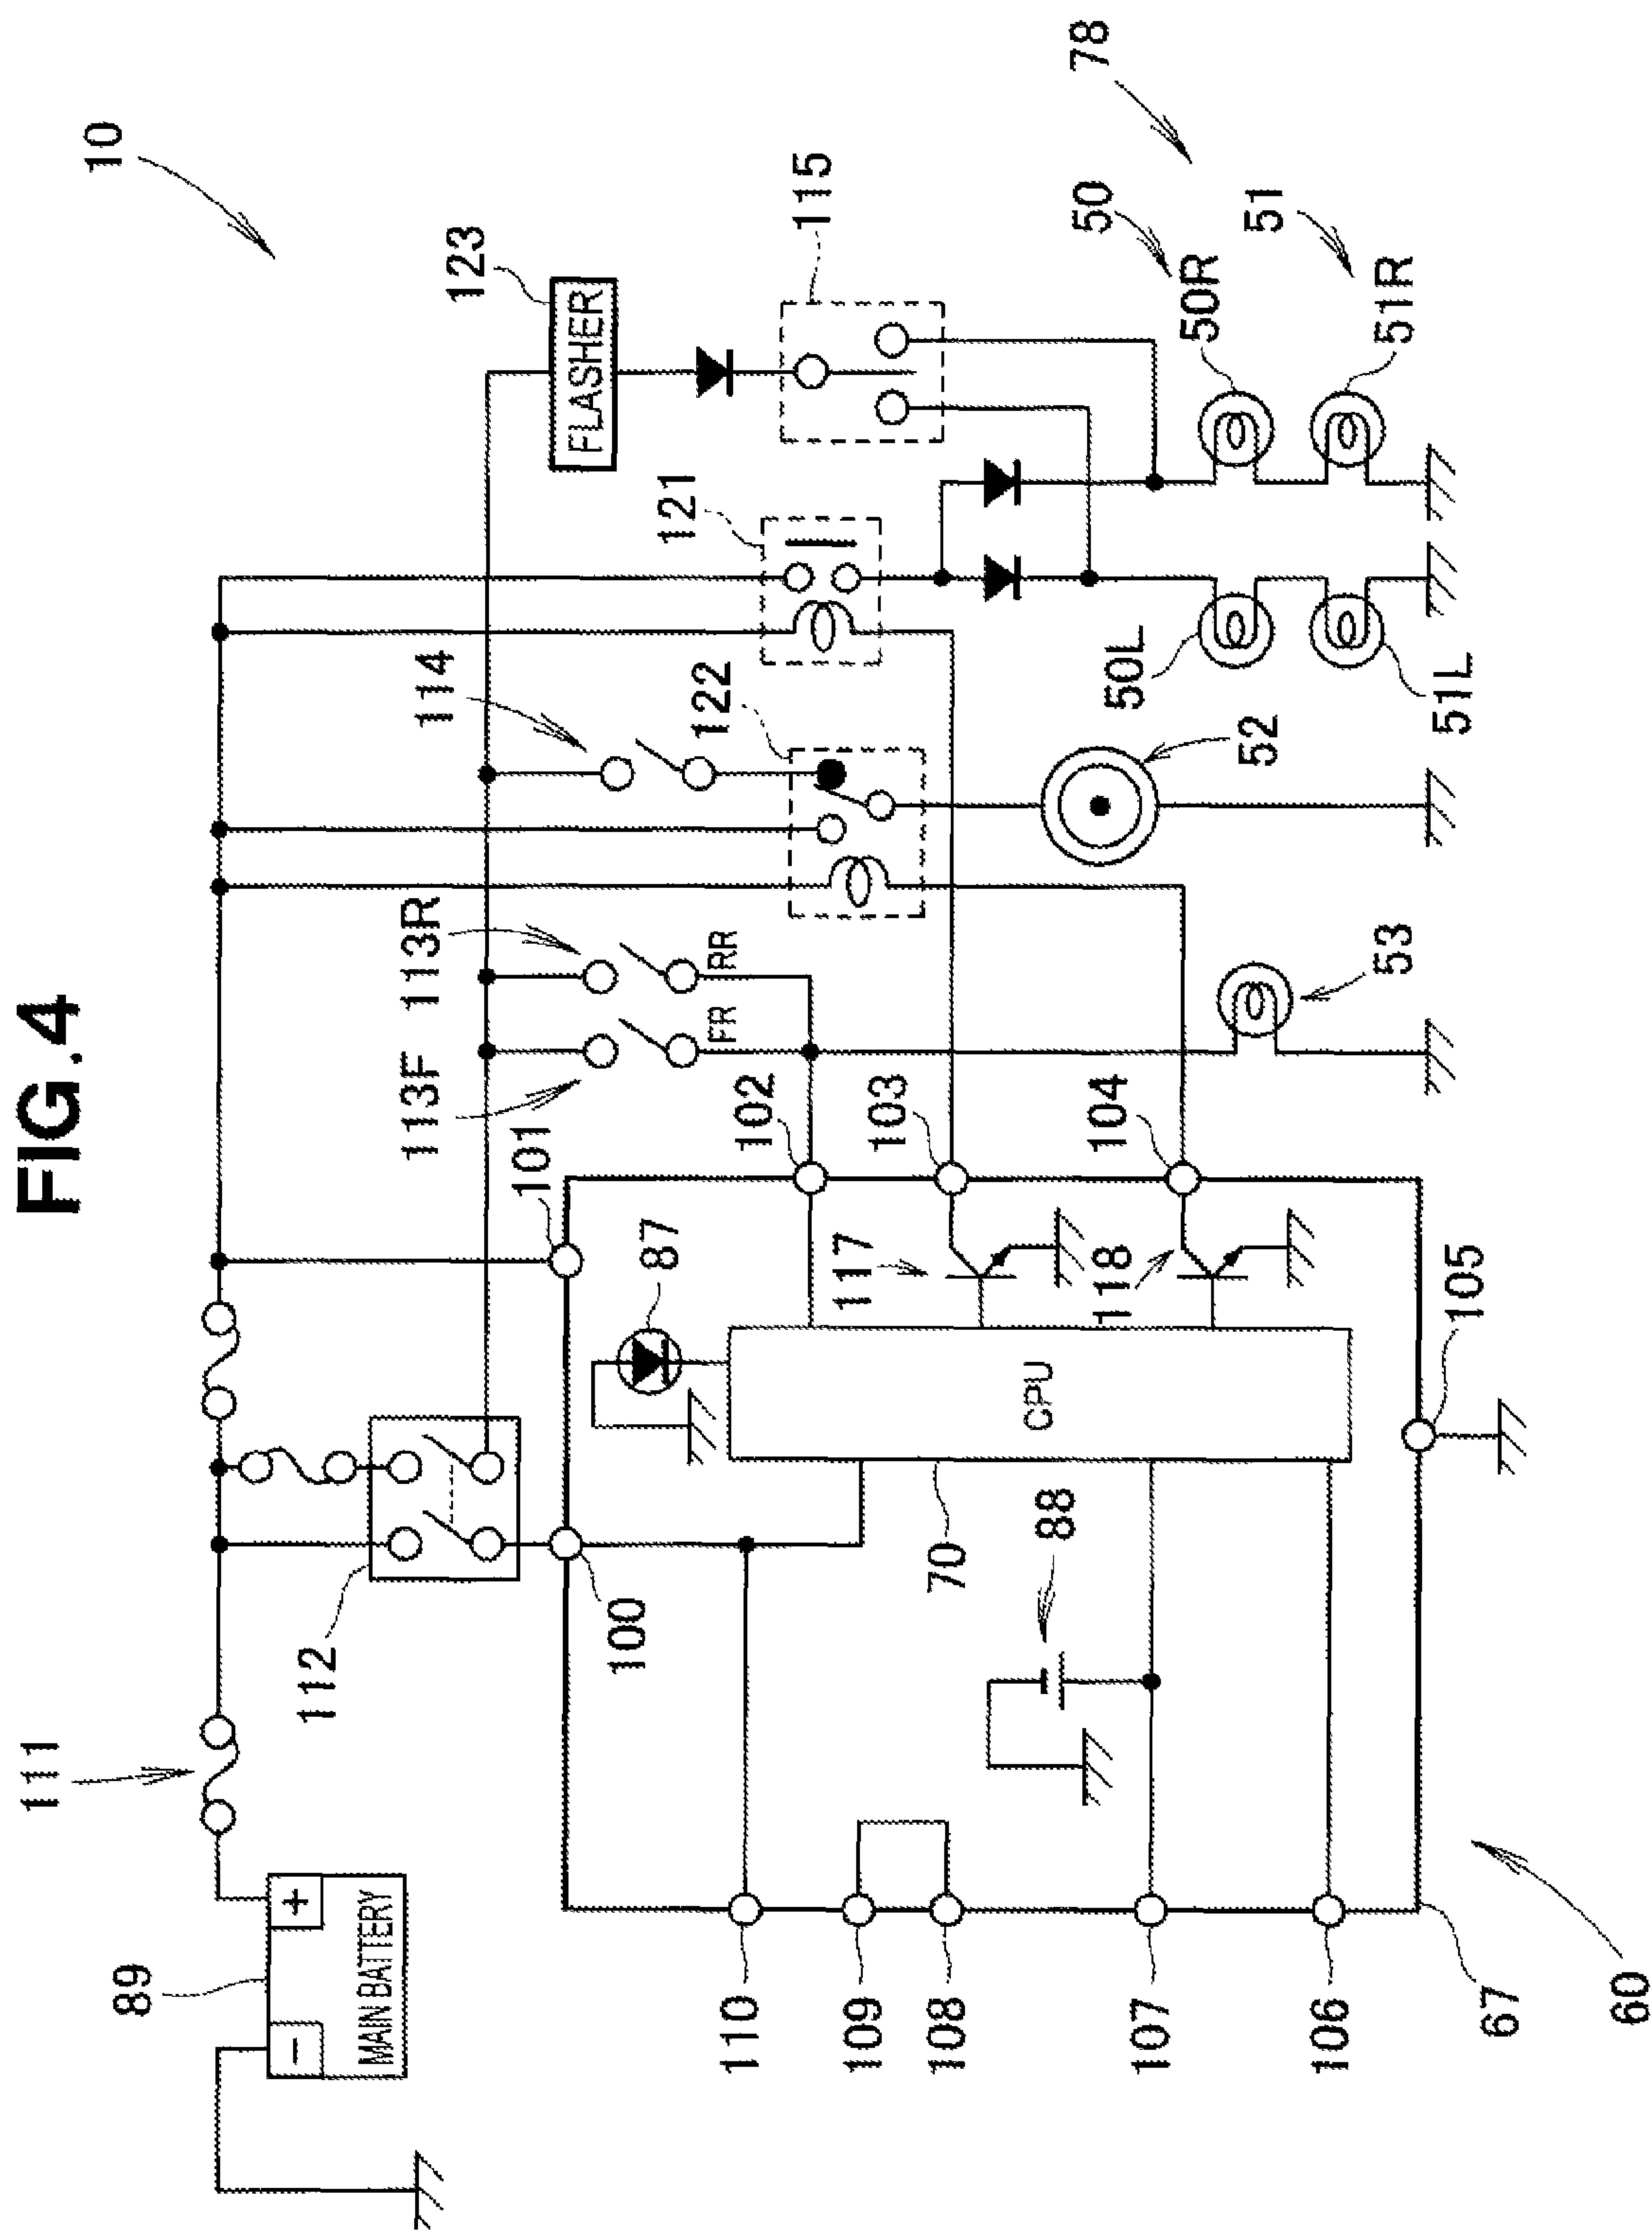 FIG.4
10
111
89
MAIN BATTERY
+
−
112
100
101
113F
113R
114
123
FLASHER
115
121
122
FR
RR
102
103
104
87
117
118
CPU
70
88
105
110
109
108
107
106
67
60
53
52
50L
51L
50R
51R
50
51
78